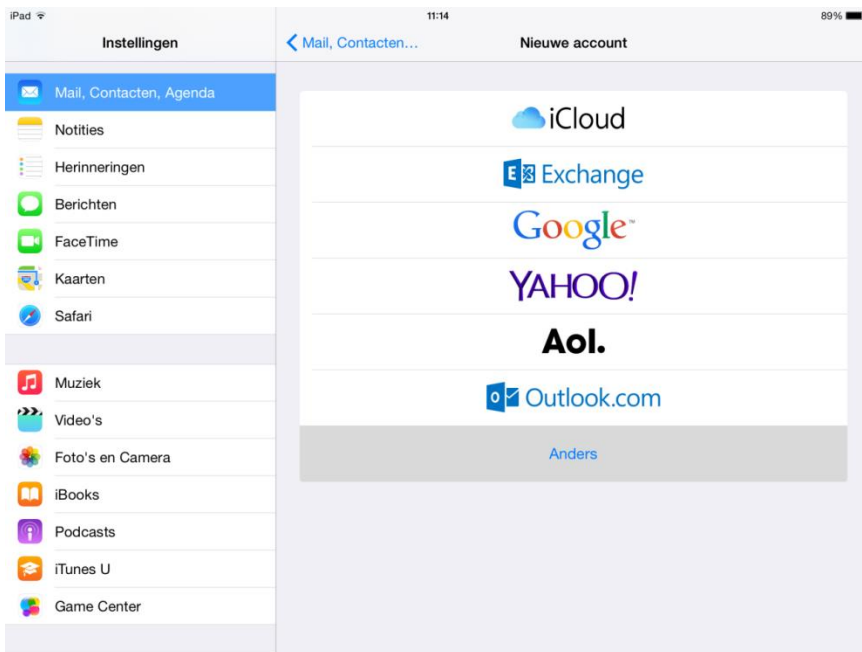 iPad 11:14 89%
Instellingen
Mail, Contacten, Agenda
Notities
Herinneringen
Berichten
FaceTime
Kaarten
Safari
Muziek
Video's
Foto's en Camera
iBooks
Podcasts
iTunes U
Game Center
Mail, Contacten...
Nieuwe account
iCloud
E Exchange
Google™
YAHOO!
Aol.
o Outlook.com
Anders